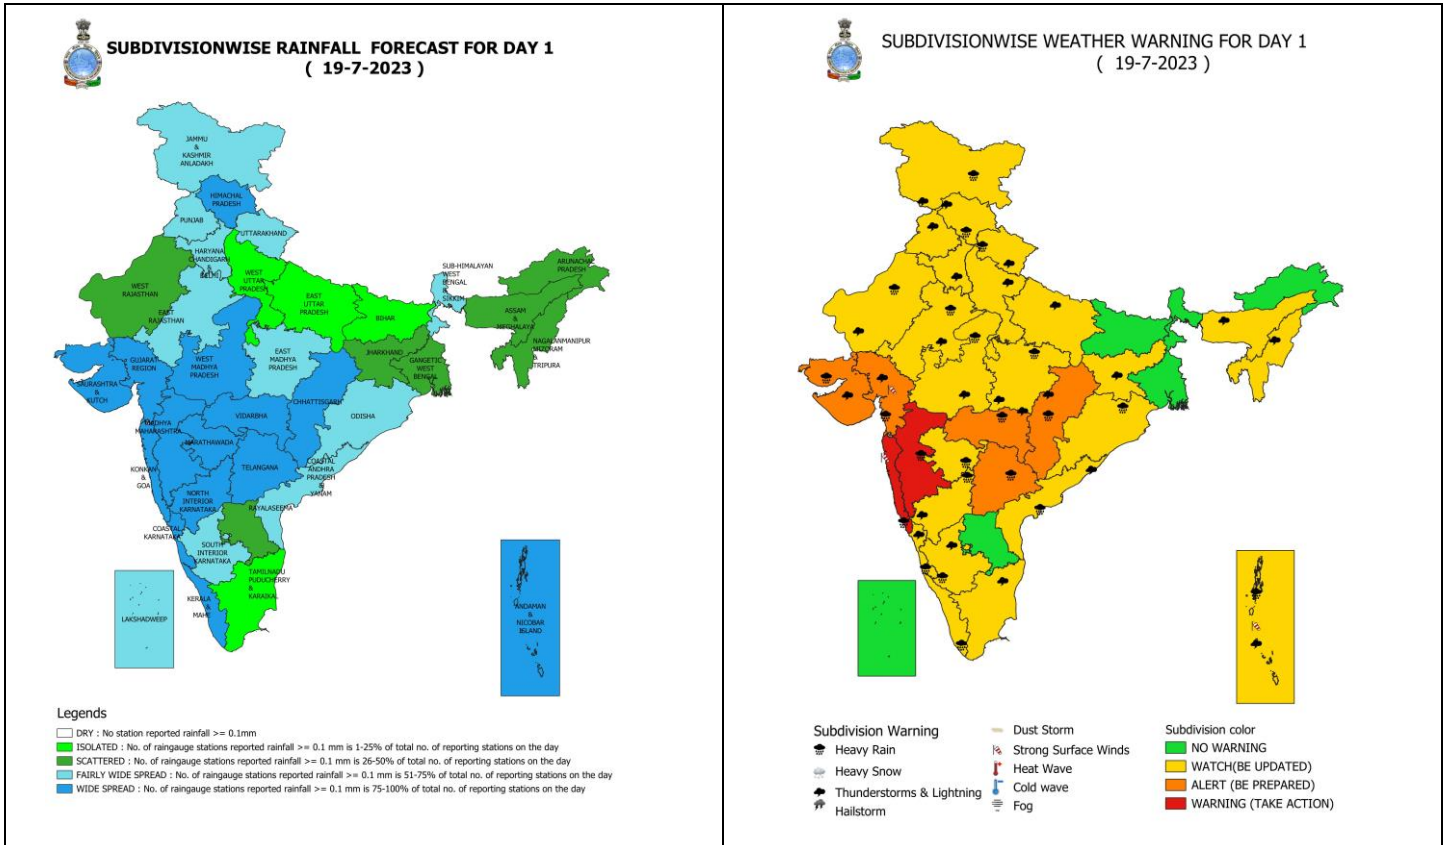 SUBDIVISIONWISE RAINFALL FORECAST FOR DAY 1
( 19-7-2023 )
JAMMU
&
KASHMIR
ANLADAKH
HIMACHAL
PRADESH
PUNJAB
UTTARAKHAND
HARYANA
CHANDIGARH
&
DELHI
WEST
UTTAR
PRADESH
SUB-HIMALAYAN
WEST
BENGAL
&
SIKKIM
ARUNACHAL
PRADESH
WEST
RAJASTHAN
EAST
RAJASTHAN
EAST
UTTAR
PRADESH
BIHAR
ASSAM
&
MEGHALAYA
NAGALANMANIPUR
MIZORAM
&
TRIPURA
GUJARAT
REGION
WEST
MADHYA
PRADESH
EAST
MADHYA
PRADESH
JHARKHAND
GANGETIC
WEST
BENGAL
SAURASHTRA
&
KUTCH
CHHATTISGARH
ODISHA
VIDARBHA
MADHYA
MAHARASHTRA
MARATHAWADA
TELANGANA
KONKAN
&
GOA
COASTAL
ANDHRA
PRADESH
&
YANAM
NORTH
INTERIOR
KARNATAKA
RAYALASEEMA
COASTAL
KARNATAKA
SOUTH
INTERIOR
KARNATAKA
TAMILNADU
PUDUCHERRY
&
KARAIKAL
KERALA
&
MAHE
LAKSHADWEEP
ANDAMAN
&
NICOBAR
ISLAND
Legends
DRY : No station reported rainfall >= 0.1mm
ISOLATED : No. of raingauge stations reported rainfall >= 0.1 mm is 1-25% of total no. of reporting stations on the day
SCATTERED : No. of raingauge stations reported rainfall >= 0.1 mm is 26-50% of total no. of reporting stations on the day
FAIRLY WIDE SPREAD : No. of raingauge stations reported rainfall >= 0.1 mm is 51-75% of total no. of reporting stations on the day
WIDE SPREAD : No. of raingauge stations reported rainfall >= 0.1 mm is 75-100% of total no. of reporting stations on the day
SUBDIVISIONWISE WEATHER WARNING FOR DAY 1
( 19-7-2023 )
Subdivision Warning
Heavy Rain
Heavy Snow
Thunderstorms & Lightning
Hailstorm
Dust Storm
Strong Surface Winds
Heat Wave
Cold wave
Fog
Subdivision color
NO WARNING
WATCH(BE UPDATED)
ALERT (BE PREPARED)
WARNING (TAKE ACTION)